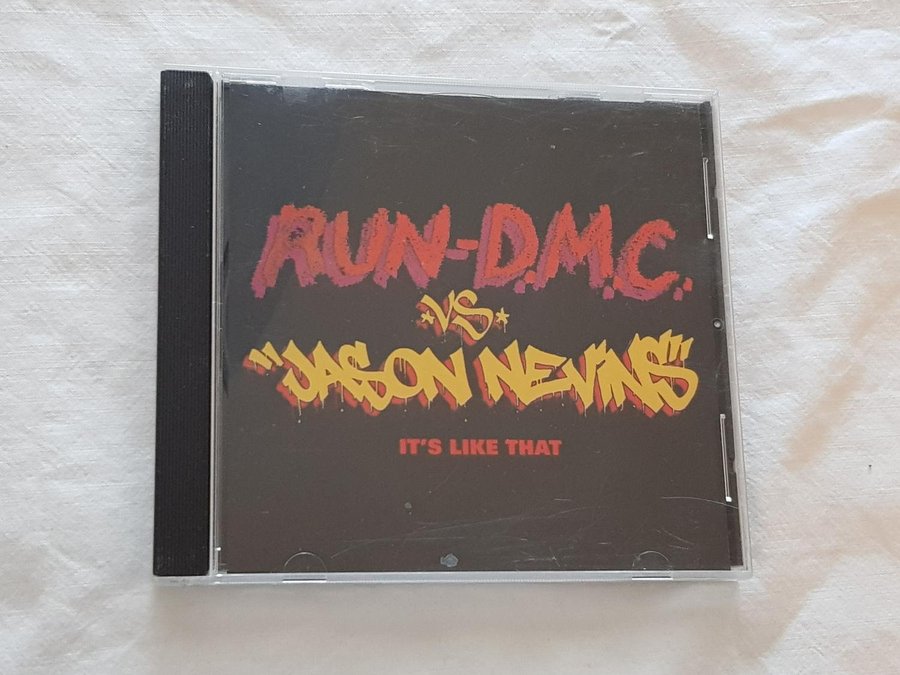 RUN-D.M.C.
*VS*
"JASON NEVINS"
IT'S LIKE THAT